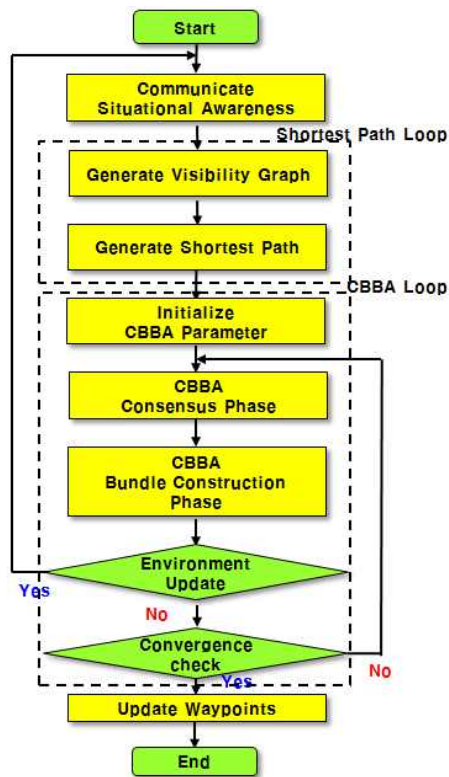 Start
Communicate
Situational Awareness
Shortest Path Loop
Generate Visibility Graph
Generate Shortest Path
CBBA Loop
Initialize
CBBA Parameter
CBBA
Consensus Phase
CBBA
Bundle Construction
Phase
Environment
Update
Yes
No
Convergence
check
No
Yes
Update Waypoints
End